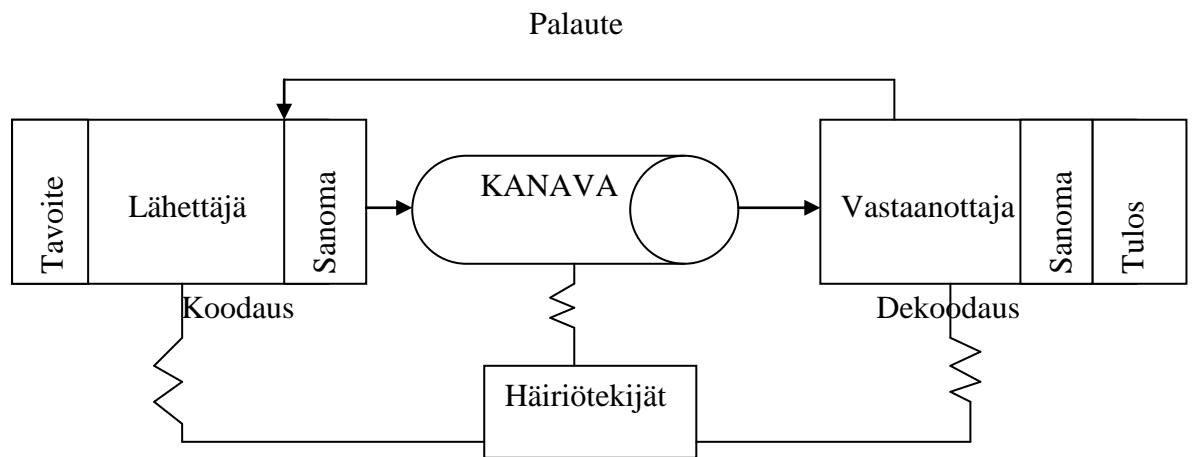 Palaute
Tavoite
Lähettäjä
Sanoma
KANAVA
Vastaanottaja
Sanoma
Tulos
Koodaus
Dekoodaus
Häiriötekijät